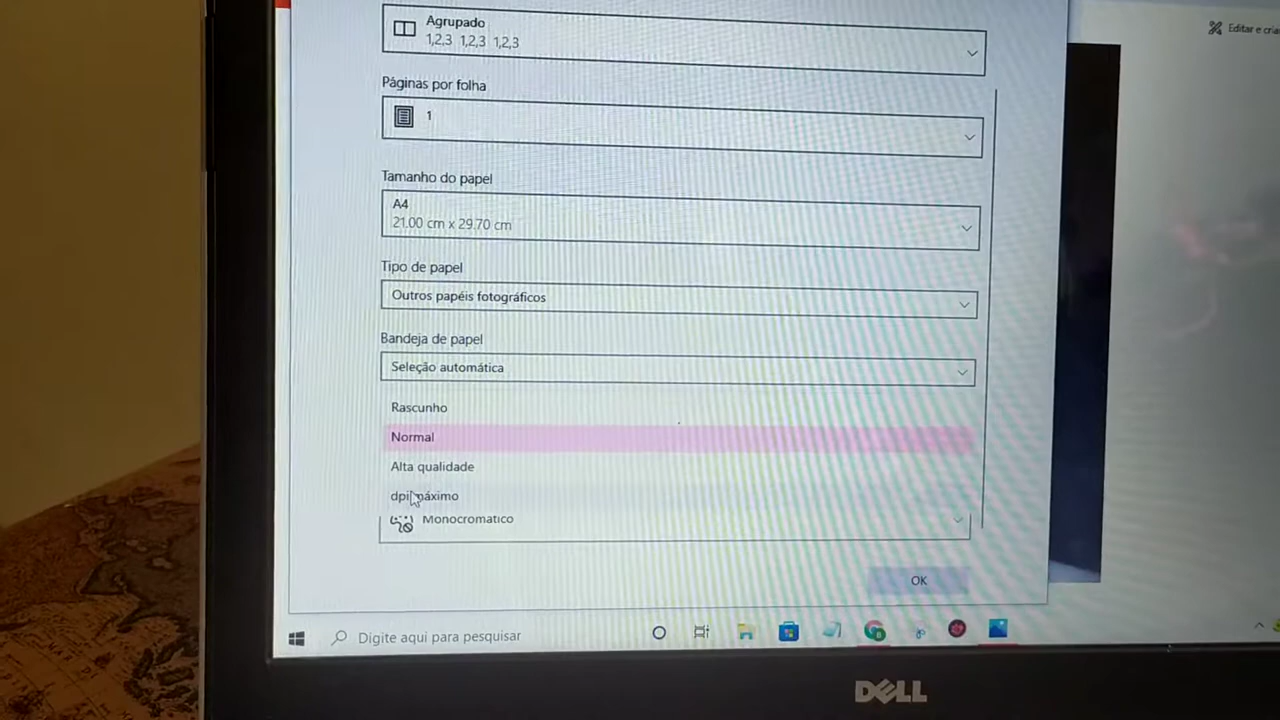 Editar e cria
Agrupado
1,2,3 1,2,3 1,2,3
Páginas por folha
1
Tamanho do papel
A4
21.00 cm x 29.70 cm
Tipo de papel
Outros papéis fotográficos
Bandeja de papel
Seleção automática
Rascunho
Normal
Alta qualidade
dpi máximo
Monocromático
OK
Digite aqui para pesquisar
DELL